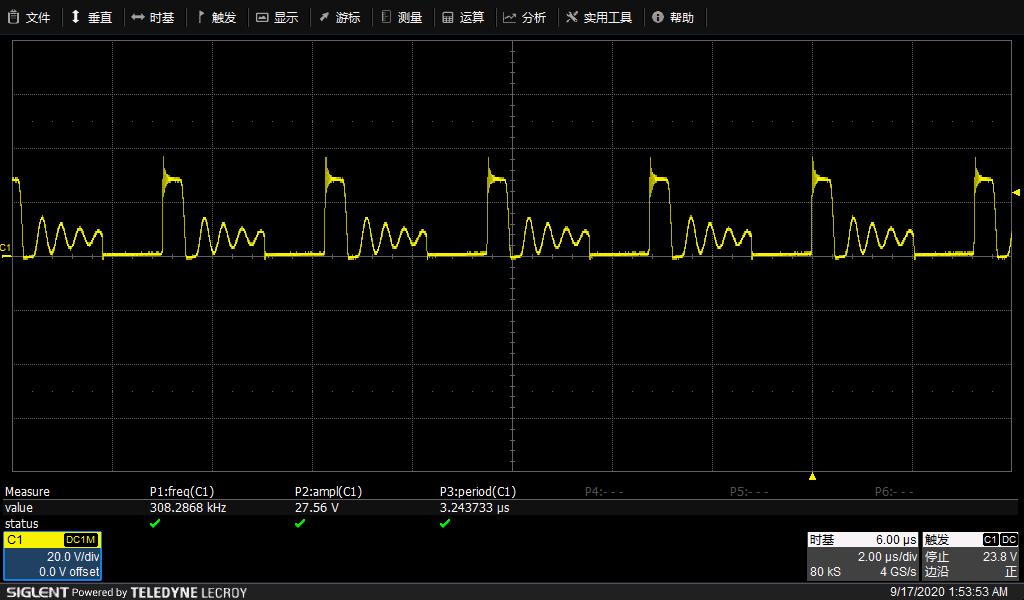 文件 垂直 时基 触发 显示 游标 测量 运算 分析 实用工具 帮助
C1
Measure P1:freq(C1) P2:ampl(C1) P3:period(C1) P4:- - - P5:- - - P6:- - -
value 308.2868 kHz 27.56 V 3.243733 µs
status
C1 DC1M
20.0 V/div
0.0 V offset
时基 6.00 µs
2.00 µs/div
80 kS 4 GS/s
触发 C1 DC
停止 23.8 V
边沿 正
SIGLENT Powered by TELEDYNE LECROY
9/17/2020 1:53:53 AM